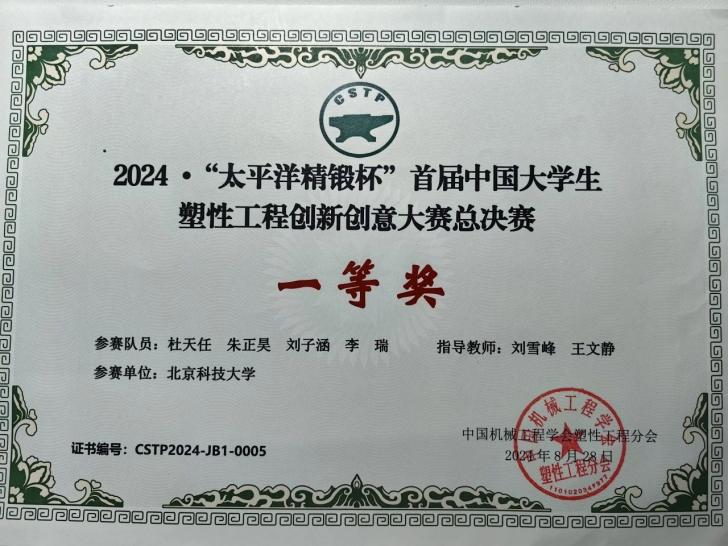 CSTP
2024·“太平洋精锻杯”首届中国大学生
塑性工程创新创意大赛总决赛
一等奖
参赛队员：杜天任 朱正昊 刘子涵 李 瑞 指导教师：刘雪峰 王文静
参赛单位：北京科技大学
证书编号：CSTP2024-JB1-0005
中国机械工程学会塑性工程分会
2024年8月28日
中国机械工程学会
塑性工程分会